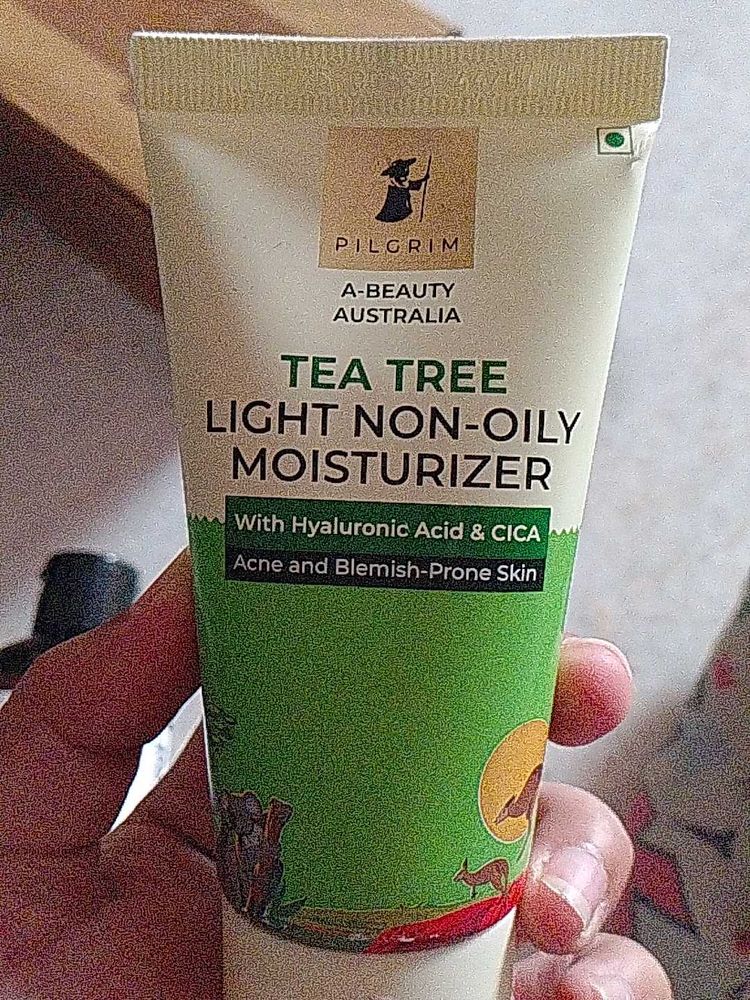 PILGRIM
A-BEAUTY
AUSTRALIA
TEA TREE
LIGHT NON-OILY
MOISTURIZER
With Hyaluronic Acid & CICA
Acne and Blemish-Prone Skin